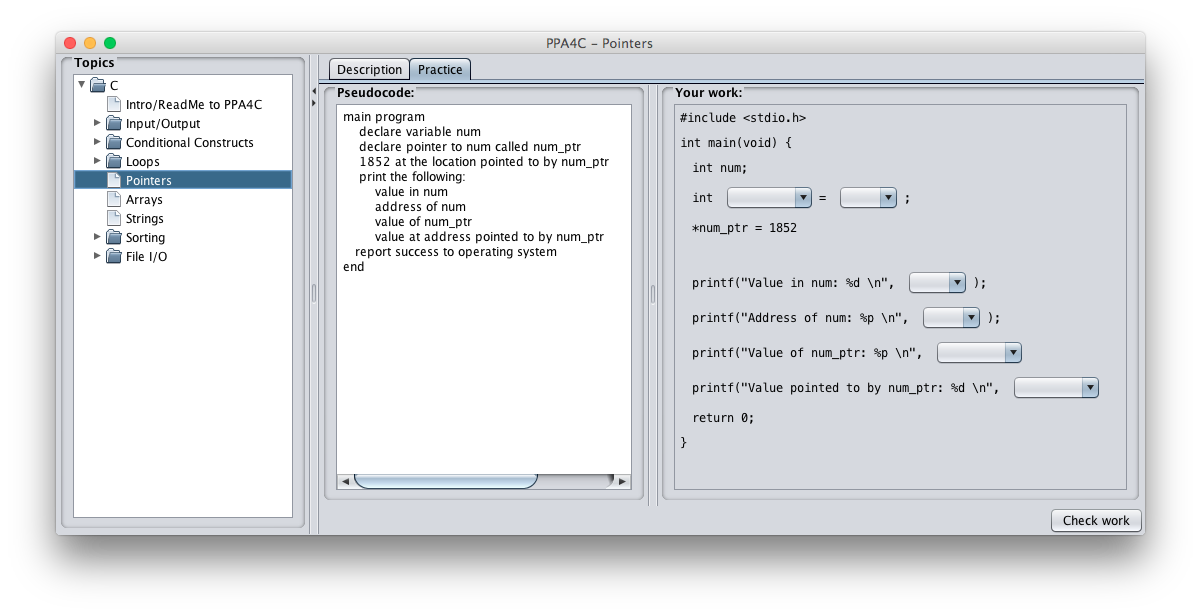 PPA4C – Pointers
Topics
C
Intro/ReadMe to PPA4C
Input/Output
Conditional Constructs
Loops
Pointers
Arrays
Strings
Sorting
File I/O
Description
Practice
Pseudocode:
main program
declare variable num
declare pointer to num called num_ptr
1852 at the location pointed to by num_ptr
print the following:
value in num
address of num
value of num_ptr
value at address pointed to by num_ptr
report success to operating system
end
Your work:
#include <stdio.h>
int main(void) {
int num;
int = ;
*num_ptr = 1852
printf("Value in num: %d \n", );
printf("Address of num: %p \n", );
printf("Value of num_ptr: %p \n",
printf("Value pointed to by num_ptr: %d \n",
return 0;
}
Check work